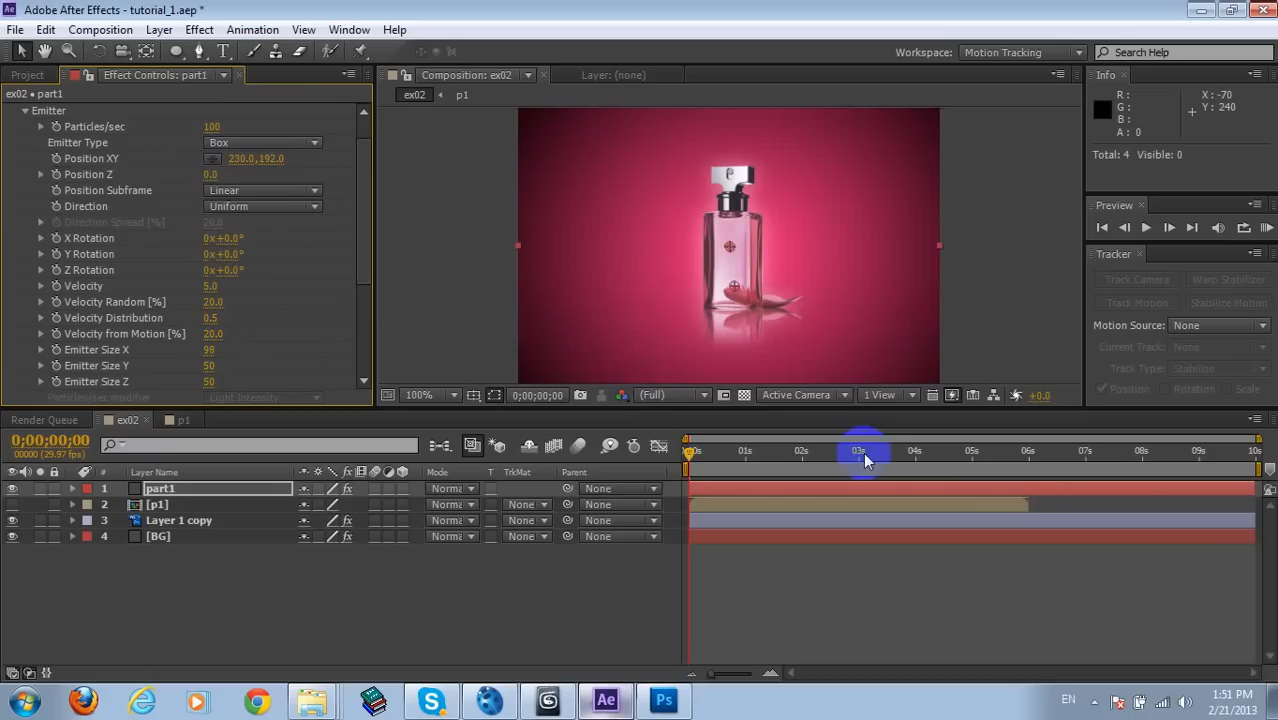 Adobe After Effects - tutorial_1.aep *
File Edit Composition Layer Effect Animation View Window Help
Workspace: Motion Tracking Search Help
Project Effect Controls: part1 Composition: ex02 Layer: (none) Info
ex02 • part1 ex02 p1
Emitter
Particles/sec 100
Emitter Type Box
Position XY 230.0,192.0
Position Z 0.0
Position Subframe Linear
Direction Uniform
Direction Spread [%] 20.0
X Rotation 0x+0.0°
Y Rotation 0x+0.0°
Z Rotation 0x+0.0°
Velocity 5.0
Velocity Random [%] 20.0
Velocity Distribution 0.5
Velocity from Motion [%] 20.0
Emitter Size X 98
Emitter Size Y 50
Emitter Size Z 50
Particles/sec modifier Light Intensity
R : X : -70
G : Y : 240
B :
A : 0
Total: 4 Visible: 0
Preview
Tracker
Track Camera Warp Stabilizer
Track Motion Stabilize Motion
Motion Source: None
Current Track: None
Track Type: Stabilize
Position Rotation Scale
100% 0;00;00;00 (Full) Active Camera 1 View +0.0
Render Queue ex02 p1
0;00;00;00
00000 (29.97 fps)
01s 02s 03s 04s 05s 06s 07s 08s 09s 10s
# Layer Name Mode T TrkMat Parent
1 part1 Norma None
2 [p1] Norma None None
3 Layer 1 copy Norma None None
4 [BG] Norma None None
EN 1:51 PM
2/21/2013